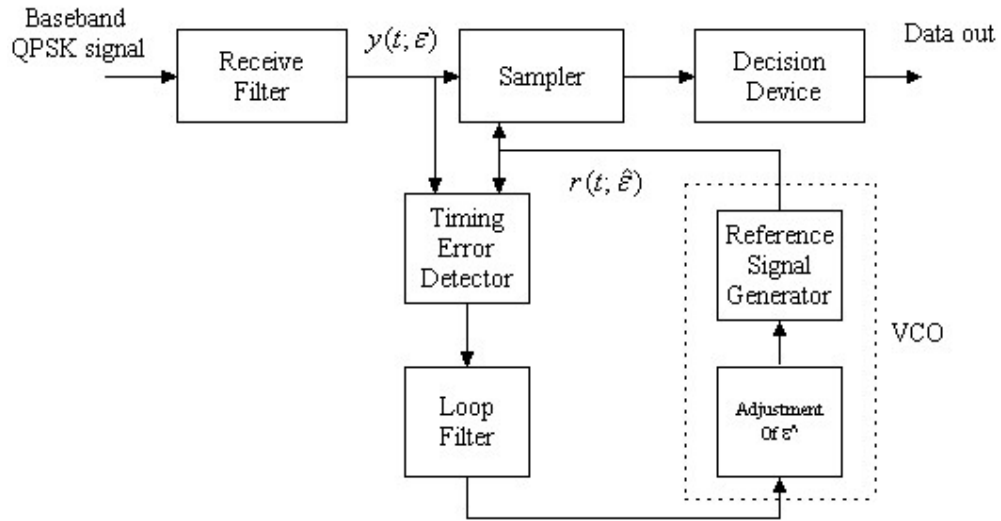 Baseband
QPSK signal
Receive
Filter
y(t; ε)
Sampler
Decision
Device
Data out
r(t; ε̂)
Timing
Error
Detector
Reference
Signal
Generator
VCO
Loop
Filter
Adjustment
Of ε^